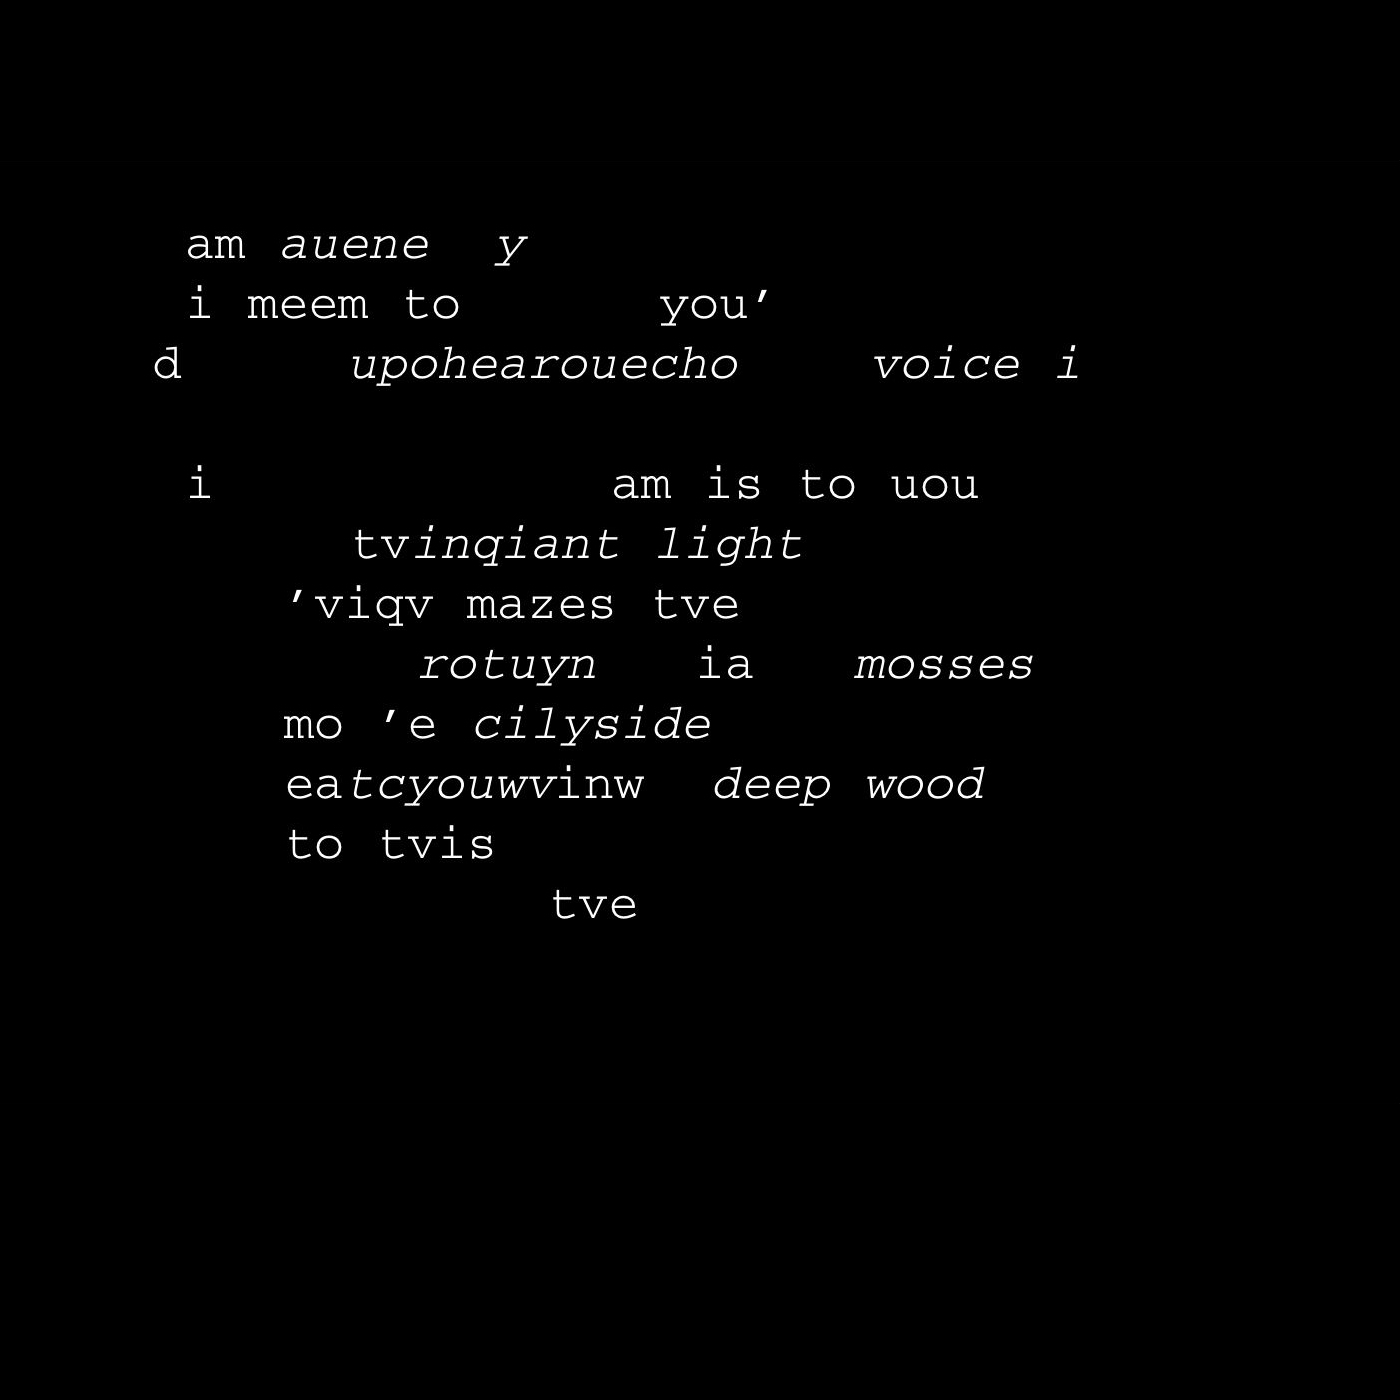 am auene y
i meem to you’
d upohearouecho voice i
i am is to uou
tvinqiant light
’viqv mazes tve
rotuyn ia mosses
mo ’e cilyside
eatcyouwvinw deep wood
to tvis
tve